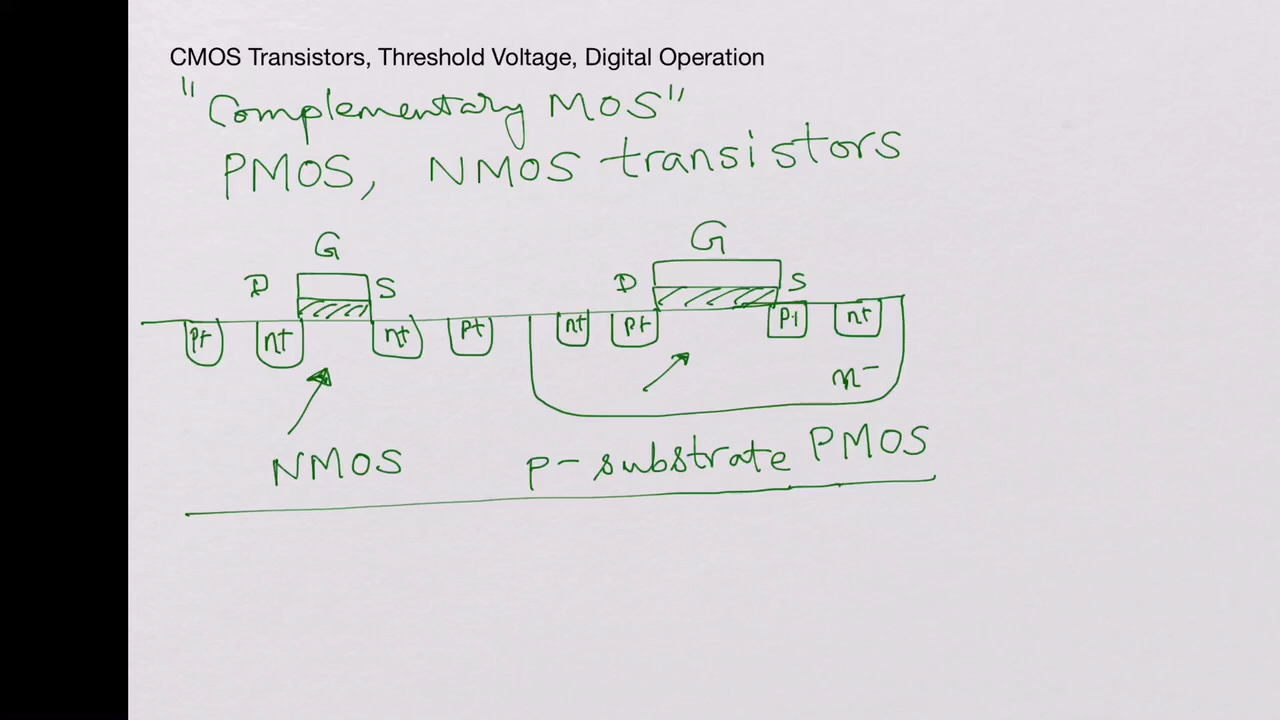 CMOS Transistors, Threshold Voltage, Digital Operation
"Complementary MOS"
PMOS, NMOS transistors
G G
D S D S
p+ n+ n+ p+ n+ p+ p+ n+
n-
NMOS p- substrate PMOS